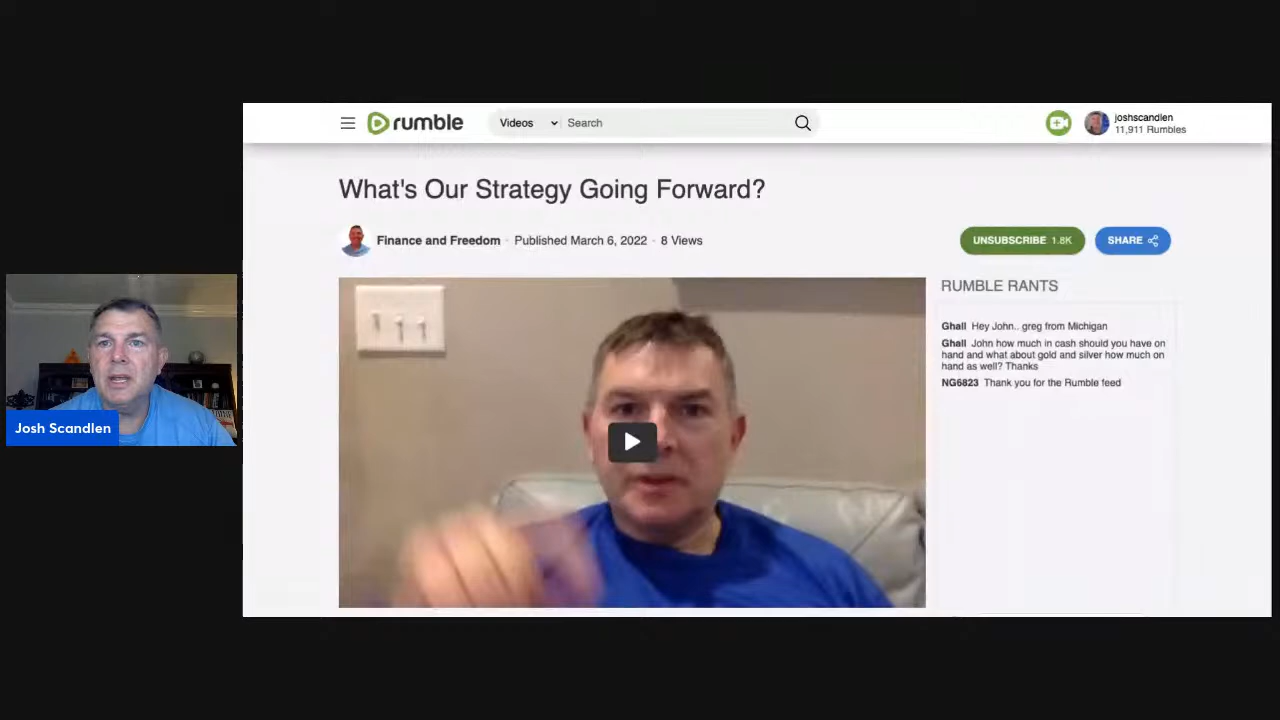 rumble
Videos
Search
joshscandlen
11,911 Rumbles
What's Our Strategy Going Forward?
Finance and Freedom · Published March 6, 2022 · 8 Views
UNSUBSCRIBE 1.8K
SHARE
RUMBLE RANTS
Ghall Hey John.. greg from Michigan
Ghall John how much in cash should you have on
hand and what about gold and silver how much on
hand as well? Thanks
NG6823 Thank you for the Rumble feed
Josh Scandlen